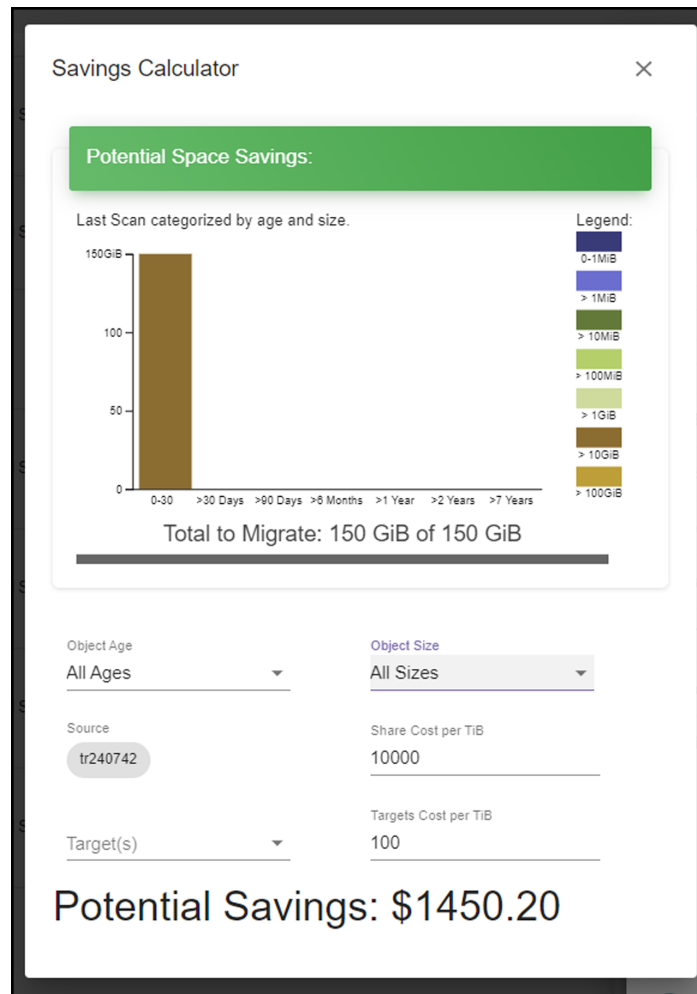 Savings Calculator
Potential Space Savings:
Last Scan categorized by age and size.
Legend:
150GiB
100
50
0
0-30 >30 Days >90 Days >6 Months >1 Year >2 Years >7 Years
0-1MiB
> 1MiB
> 10MiB
> 100MiB
> 1GiB
> 10GiB
> 100GiB
Total to Migrate: 150 GiB of 150 GiB
Object Age
All Ages
Object Size
All Sizes
Source
tr240742
Share Cost per TiB
10000
Target(s)
Targets Cost per TiB
100
Potential Savings: $1450.20